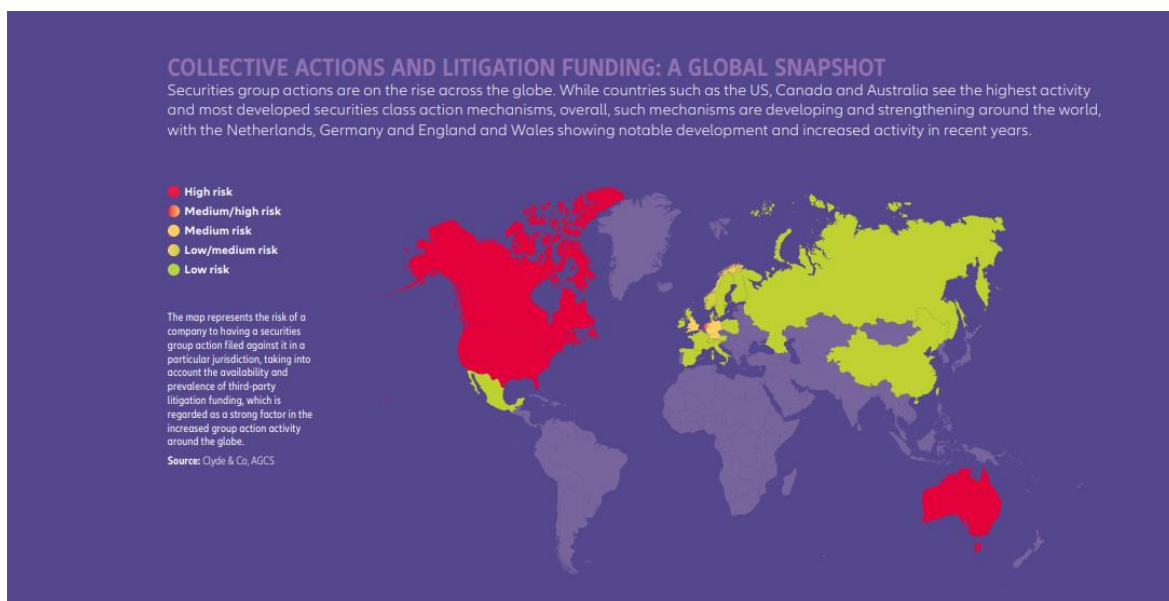 COLLECTIVE ACTIONS AND LITIGATION FUNDING: A GLOBAL SNAPSHOT
Securities group actions are on the rise across the globe. While countries such as the US, Canada and Australia see the highest activity
and most developed securities class action mechanisms, overall, such mechanisms are developing and strengthening around the world,
with the Netherlands, Germany and England and Wales showing notable development and increased activity in recent years.
High risk
Medium/high risk
Medium risk
Low/medium risk
Low risk
The map represents the risk of a
company to having a securities
group action filed against it in a
particular jurisdiction, taking into
account the availability and
prevalence of third-party
litigation funding, which is
regarded as a strong factor in the
increased group action activity
around the globe.
Source: Clyde & Co, AGCS